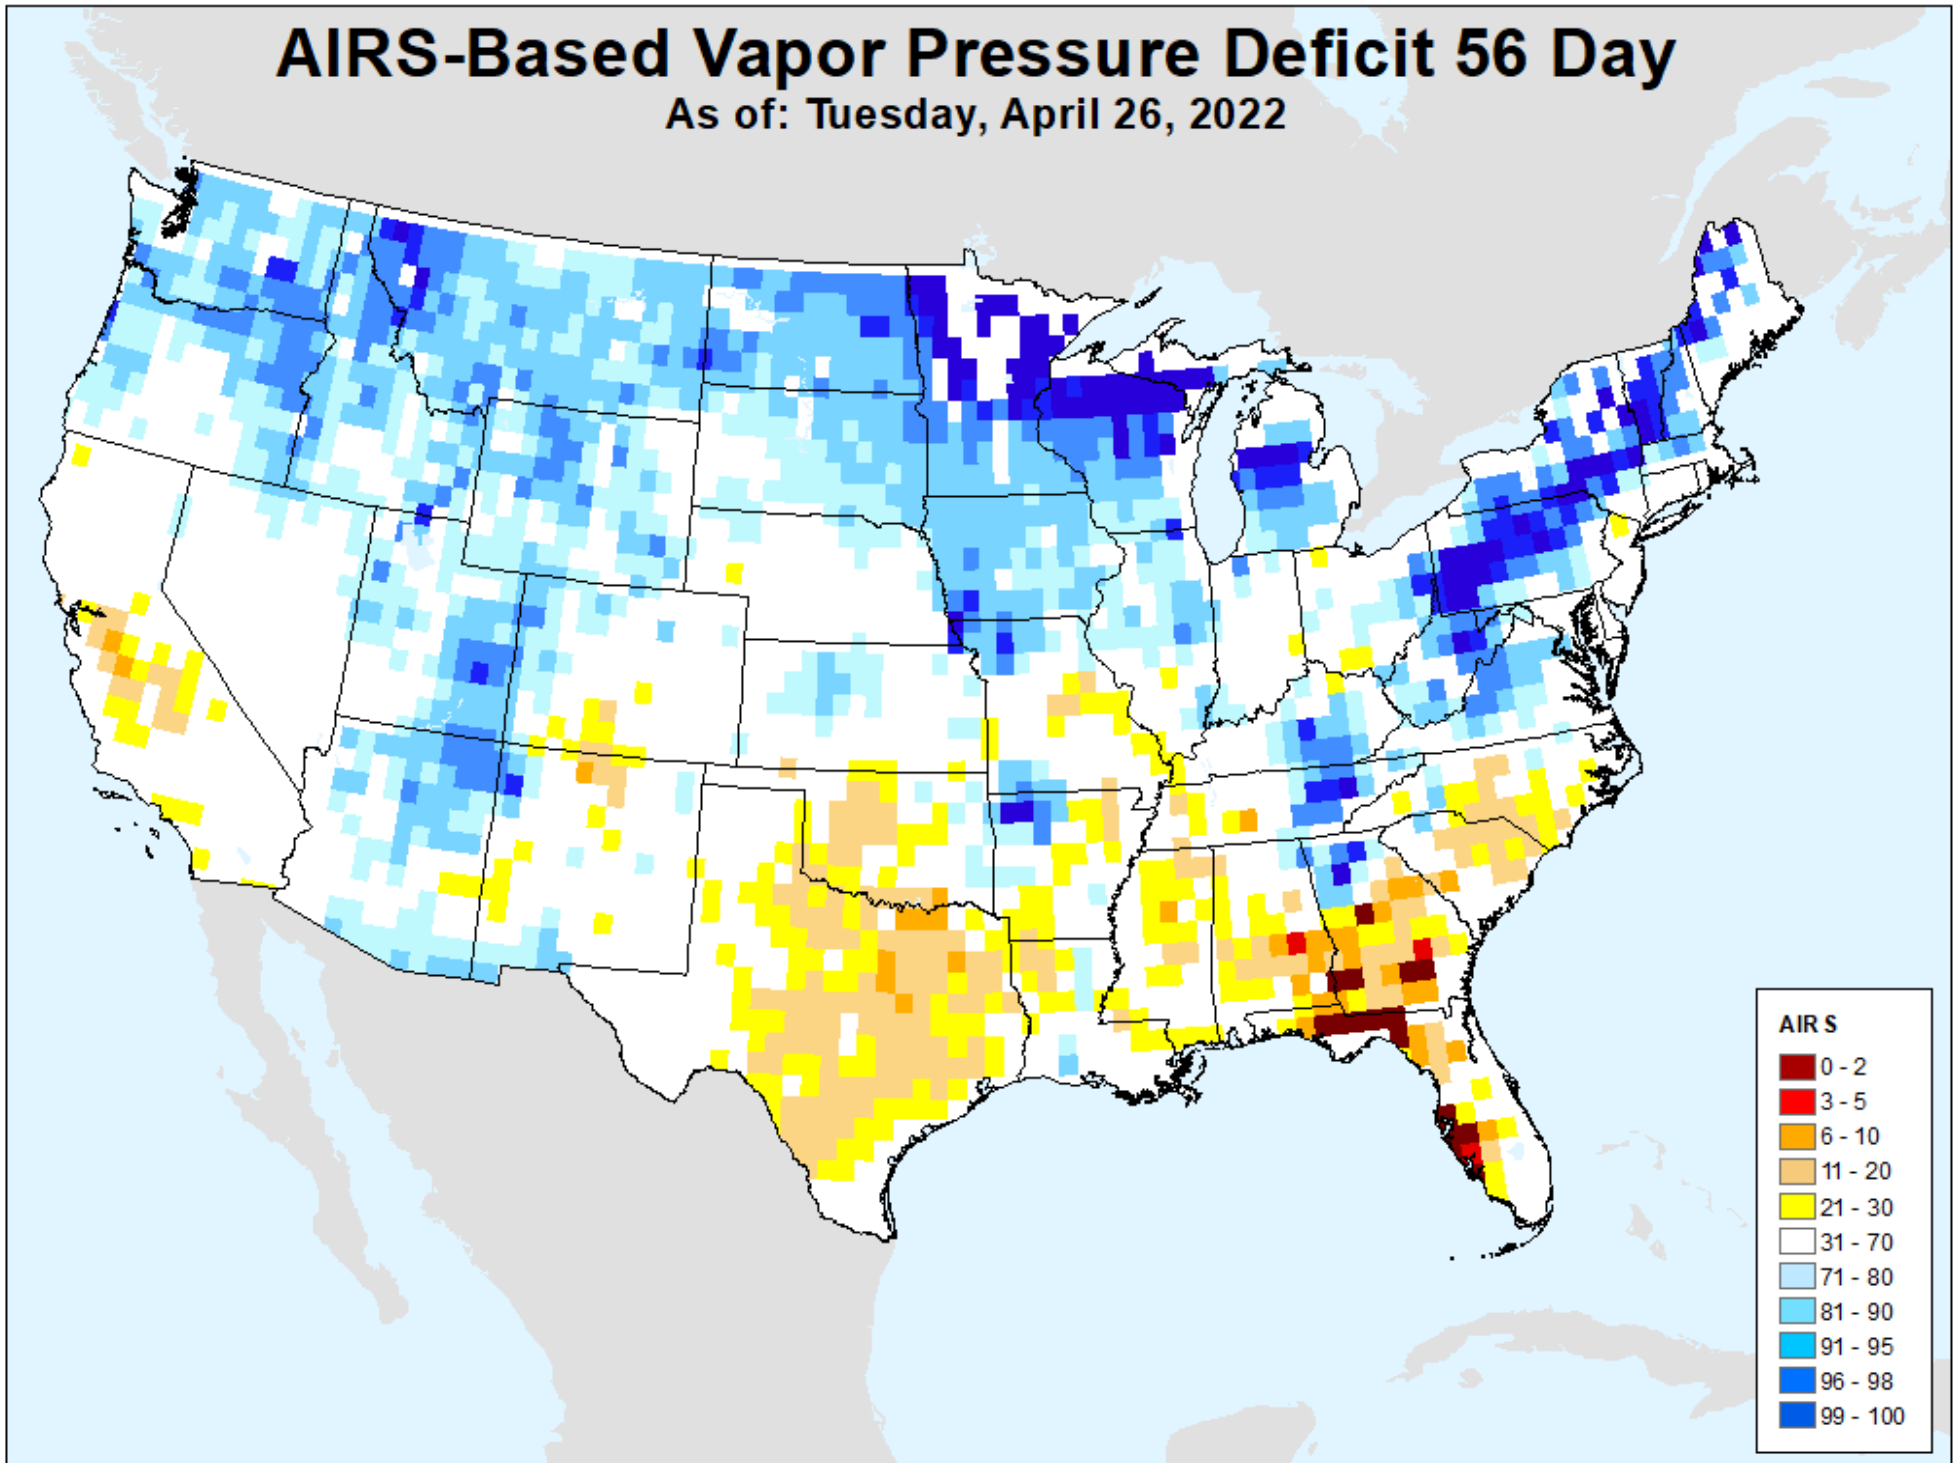 AIRS-Based Vapor Pressure Deficit 56 Day
As of: Tuesday, April 26, 2022
AIRS
0 - 2
3 - 5
6 - 10
11 - 20
21 - 30
31 - 70
71 - 80
81 - 90
91 - 95
96 - 98
99 - 100